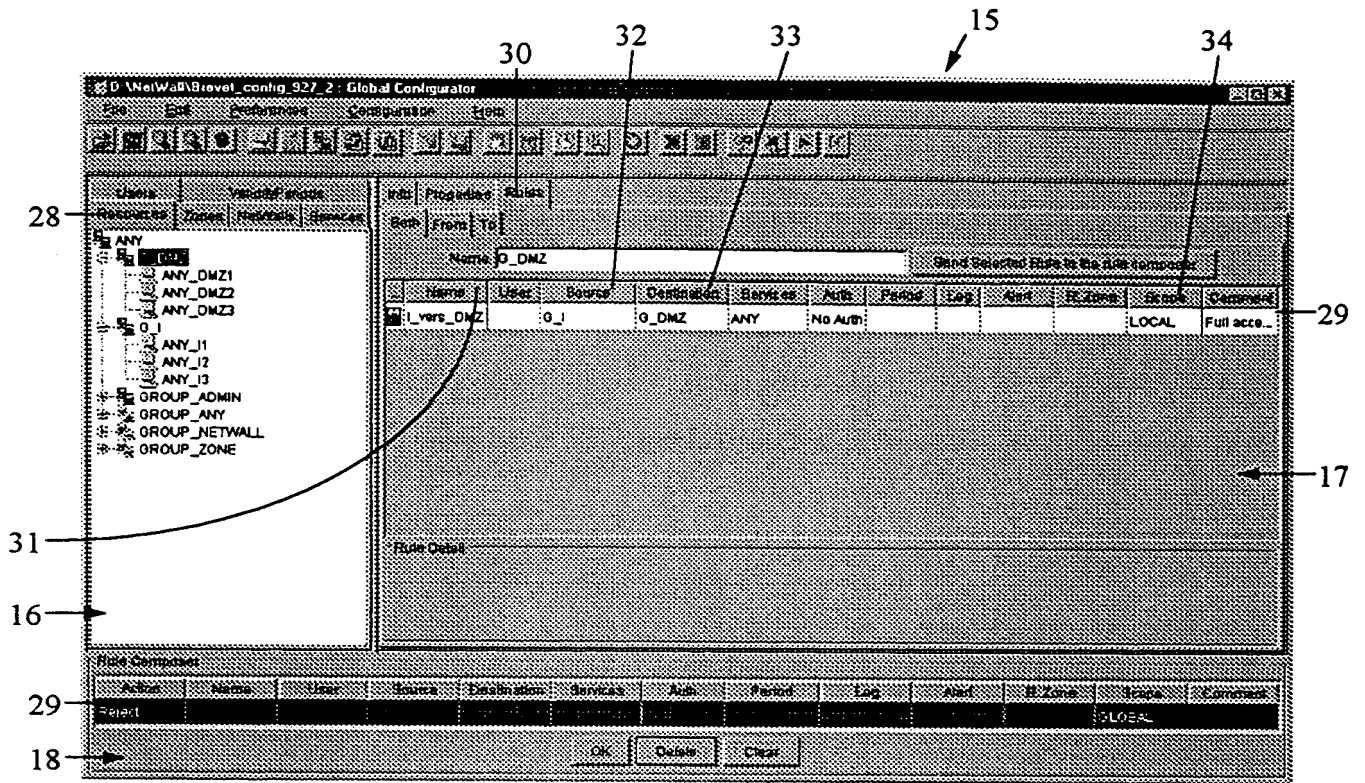 15
32
33
34
30
D:\NetWall\Brevet_config_927_2 : Global Configurator
File Edit Preferences Configuration Help
Users Validity Periods
Info Properties Rules
28
Resources Zones NetWalls Services
Both From To
ANY
Name G_DMZ Send Selected Rule to the rule composer
ANY_DMZ1
ANY_DMZ2
ANY_DMZ3
Name User Source Destination Services Auth Period Log Alert R.Zone Scope Comment
I_vers_DMZ G_I G_DMZ ANY No Auth LOCAL Full acce...
29
G_I
ANY_I1
ANY_I2
ANY_I3
GROUP_ADMIN
GROUP_ANY
GROUP_NETWALL
GROUP_ZONE
17
31
Rule Detail
16
Rule Composer
Action Name User Source Destination Services Auth Period Log Alert R.Zone Scope Comment
29
Reject GLOBAL
18
OK Delete Clear